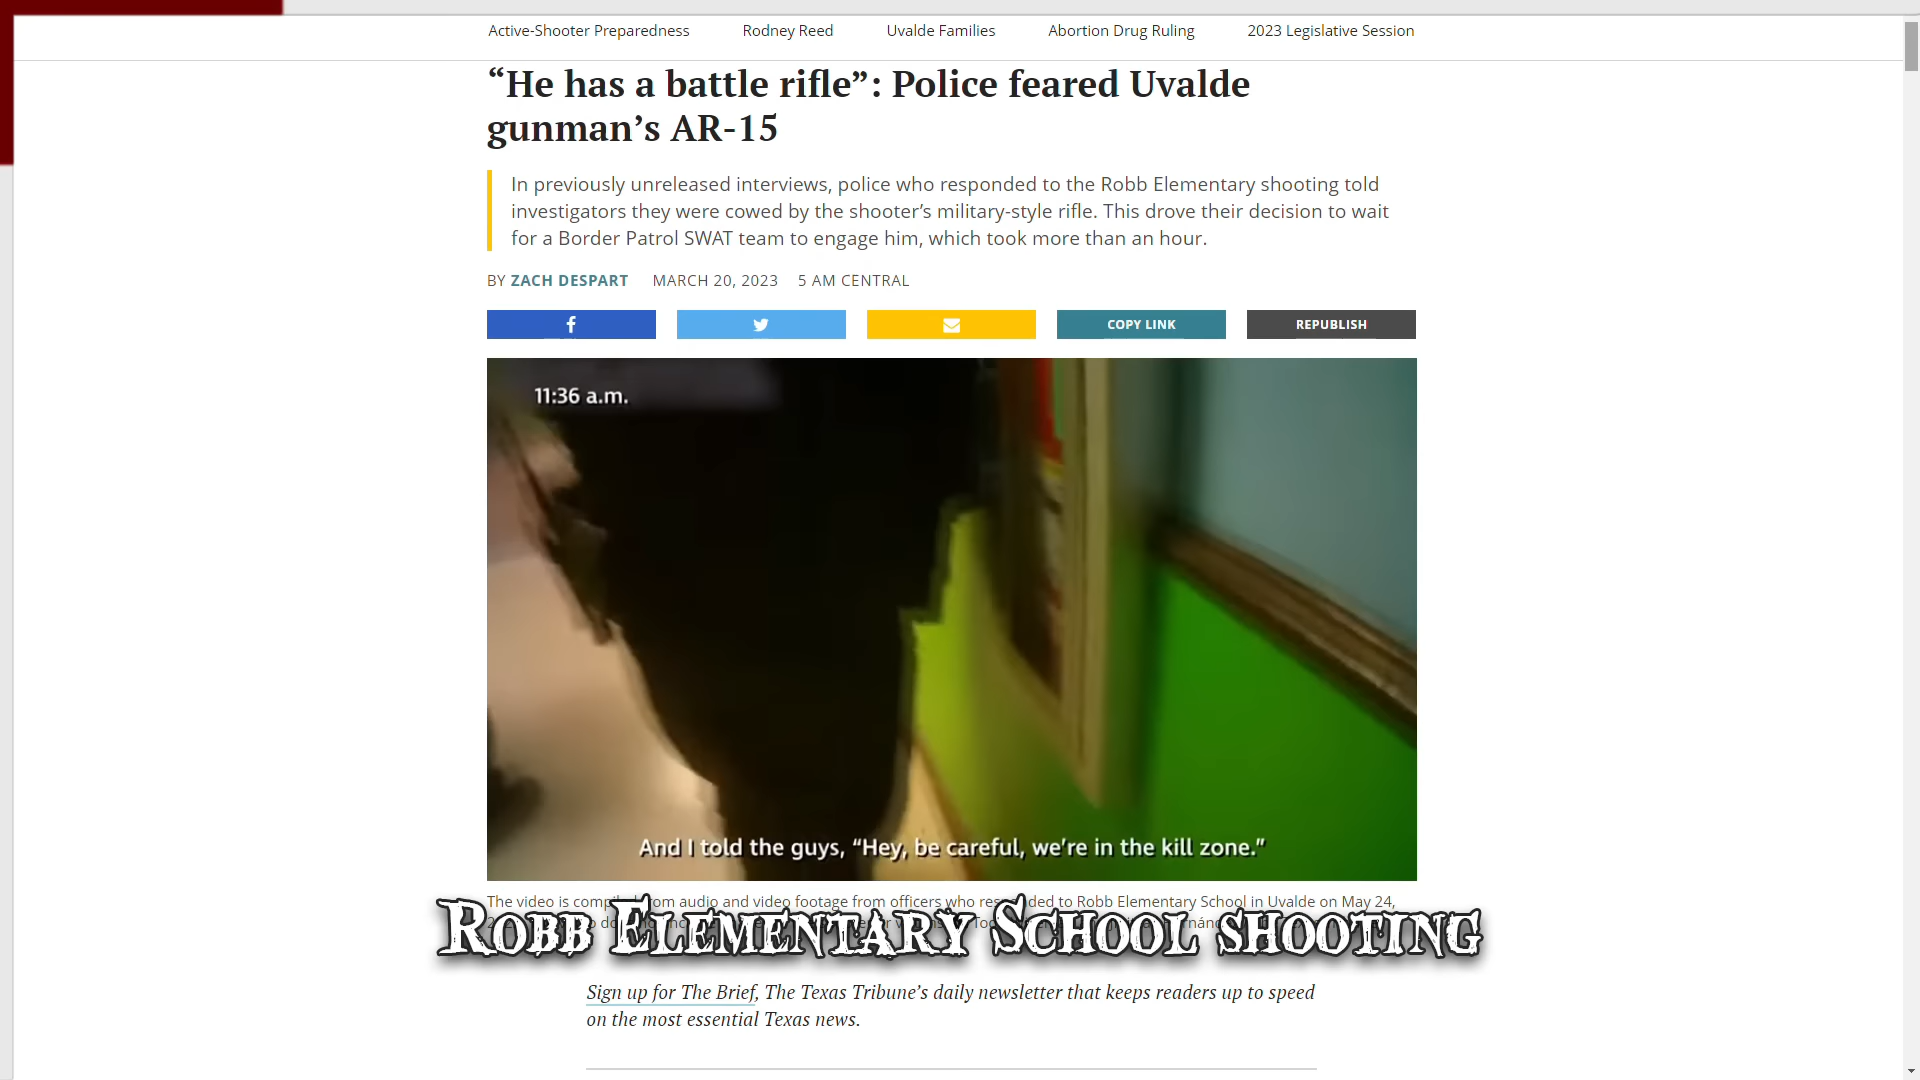 Active-Shooter Preparedness Rodney Reed Uvalde Families Abortion Drug Ruling 2023 Legislative Session
“He has a battle rifle”: Police feared Uvalde
gunman’s AR-15
In previously unreleased interviews, police who responded to the Robb Elementary shooting told
investigators they were cowed by the shooter’s military-style rifle. This drove their decision to wait
for a Border Patrol SWAT team to engage him, which took more than an hour.
BY ZACH DESPART MARCH 20, 2023 5 AM CENTRAL
COPY LINK REPUBLISH
11:36 a.m.
And I told the guys, “Hey, be careful, we’re in the kill zone.”
The video is from audio and video footage from officers who to Robb Elementary School in Uvalde on May 24,
Robb Elementary School shooting
Sign up for The Brief, The Texas Tribune’s daily newsletter that keeps readers up to speed
on the most essential Texas news.